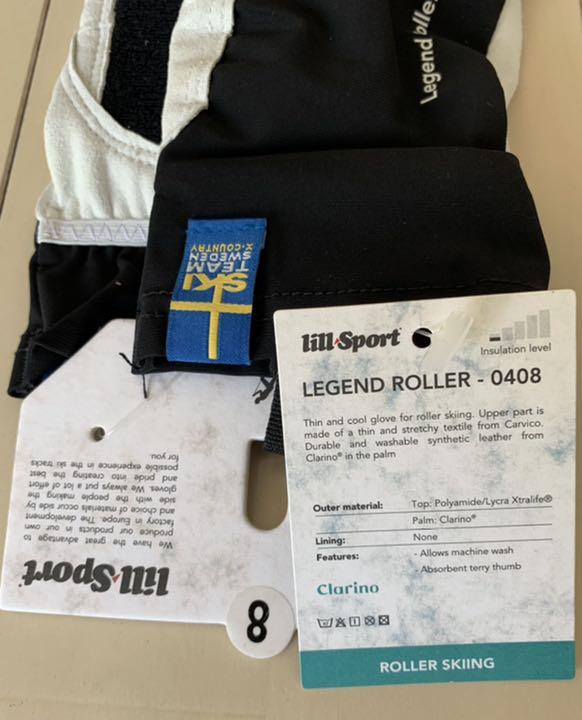 Legend
SKI
TEAM
SWEDEN
X-COUNTRY
lillSport
Insulation level
LEGEND ROLLER - 0408
Thin and cool glove for roller skiing. Upper part is
made of a thin and stretchy textile from Carvico.
Durable and washable synthetic leather from
Clarino® in the palm
Outer material: Top: Polyamide/Lycra Xtralife®
Palm: Clarino®
Lining: None
Features: - Allows machine wash
- Absorbent terry thumb
Clarino
ROLLER SKIING
lillSport
We have the great advantage to
produce our products in our own
factory in Europe. The development
and choice of materials occur side by
side with the people making the
gloves. We always put a lot of effort
and pride into creating the best
possible experience in the ski tracks
for you.
8